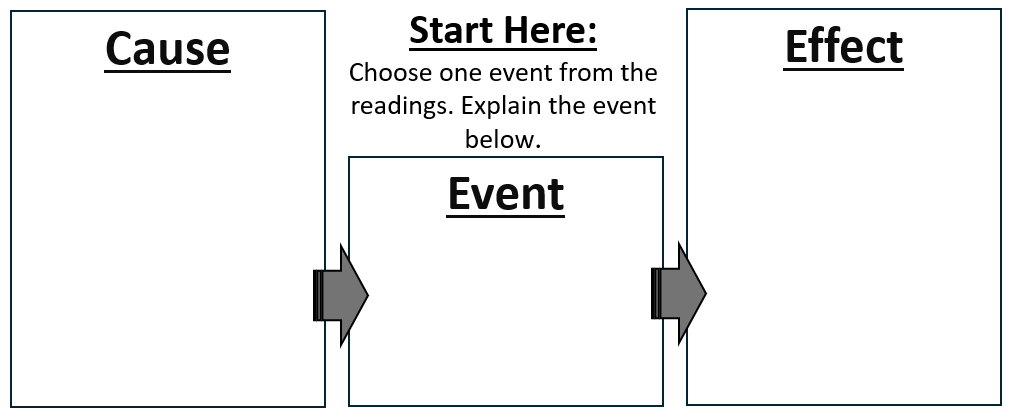 Cause
Start Here:
Choose one event from the
readings. Explain the event
below.
Event
Effect